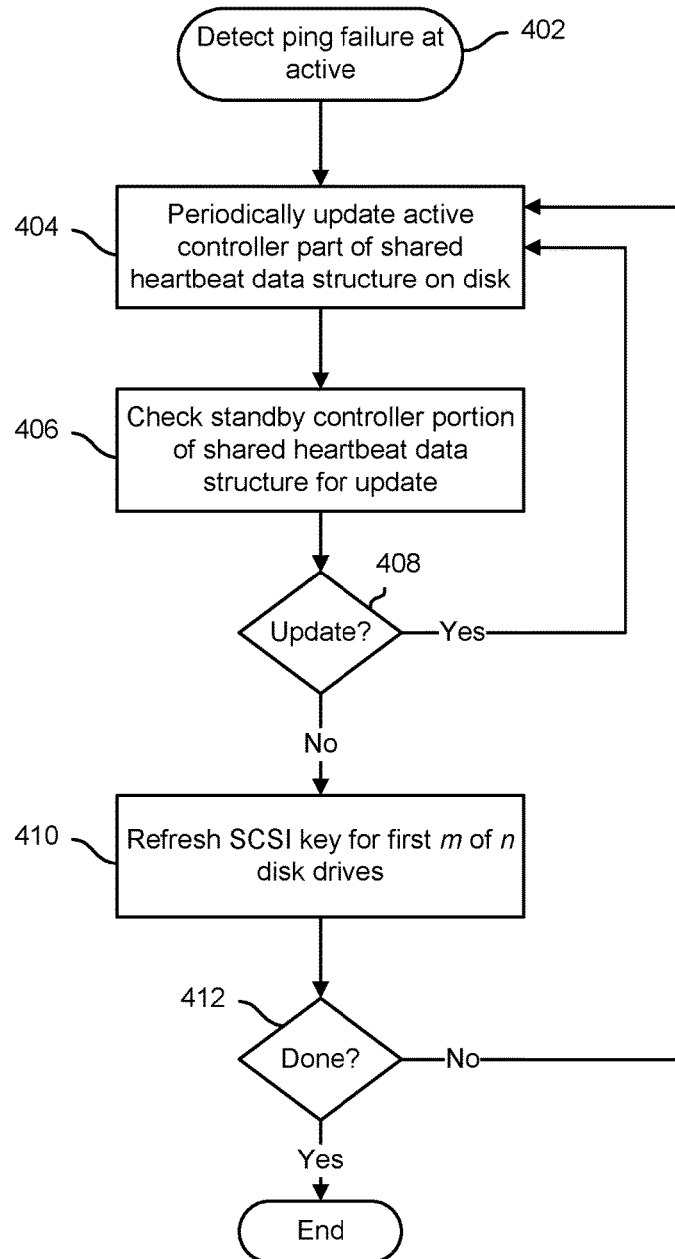 Detect ping failure at
active
402
404
Periodically update active
controller part of shared
heartbeat data structure on disk
406
Check standby controller portion
of shared heartbeat data
structure for update
408
Update?
Yes
No
410
Refresh SCSI key for first m of n
disk drives
412
Done?
No
Yes
End